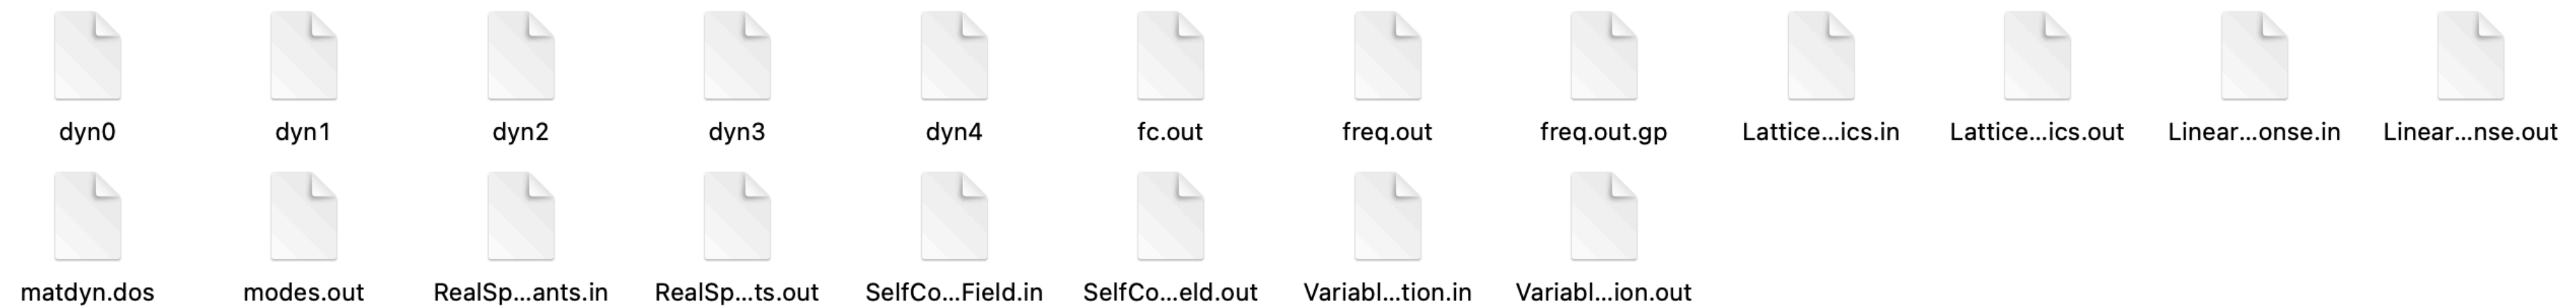 dyn0 dyn1 dyn2 dyn3 dyn4 fc.out freq.out freq.out.gp Lattice...ics.in Lattice...ics.out Linear...onse.in Linear...nse.out
matdyn.dos modes.out RealSp...ants.in RealSp...ts.out SelfCo...Field.in SelfCo...eld.out Variabl...tion.in Variabl...ion.out